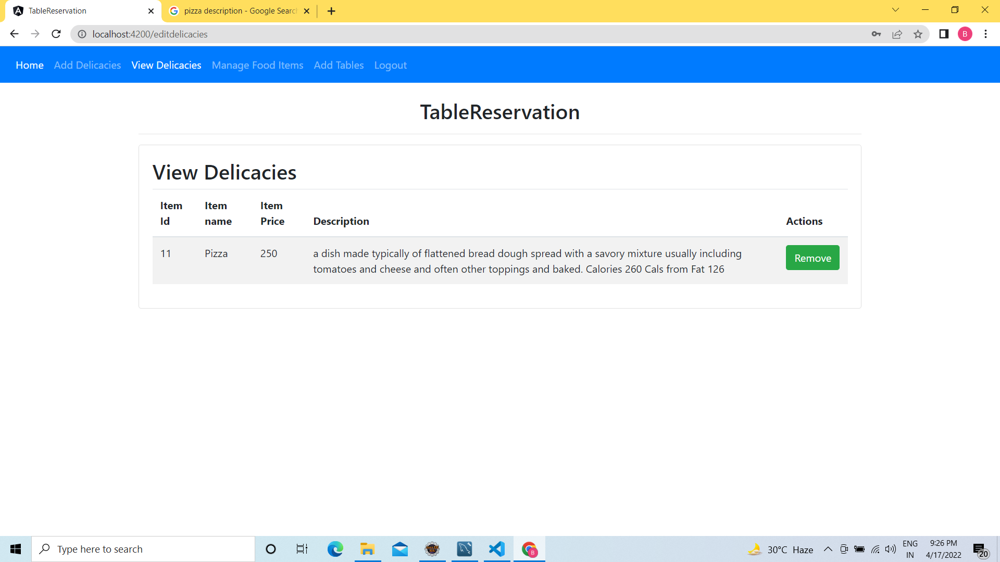 TableReservation
pizza description - Google Search
localhost:4200/editdelicacies
B
Home Add Delicacies View Delicacies Manage Food Items Add Tables Logout
TableReservation
View Delicacies
Item Id Item name Item Price Description Actions
11 Pizza 250 a dish made typically of flattened bread dough spread with a savory mixture usually including Remove
tomatoes and cheese and often other toppings and baked. Calories 260 Cals from Fat 126
Type here to search
B
30°C Haze
ENG
IN
9:26 PM
4/17/2022
20